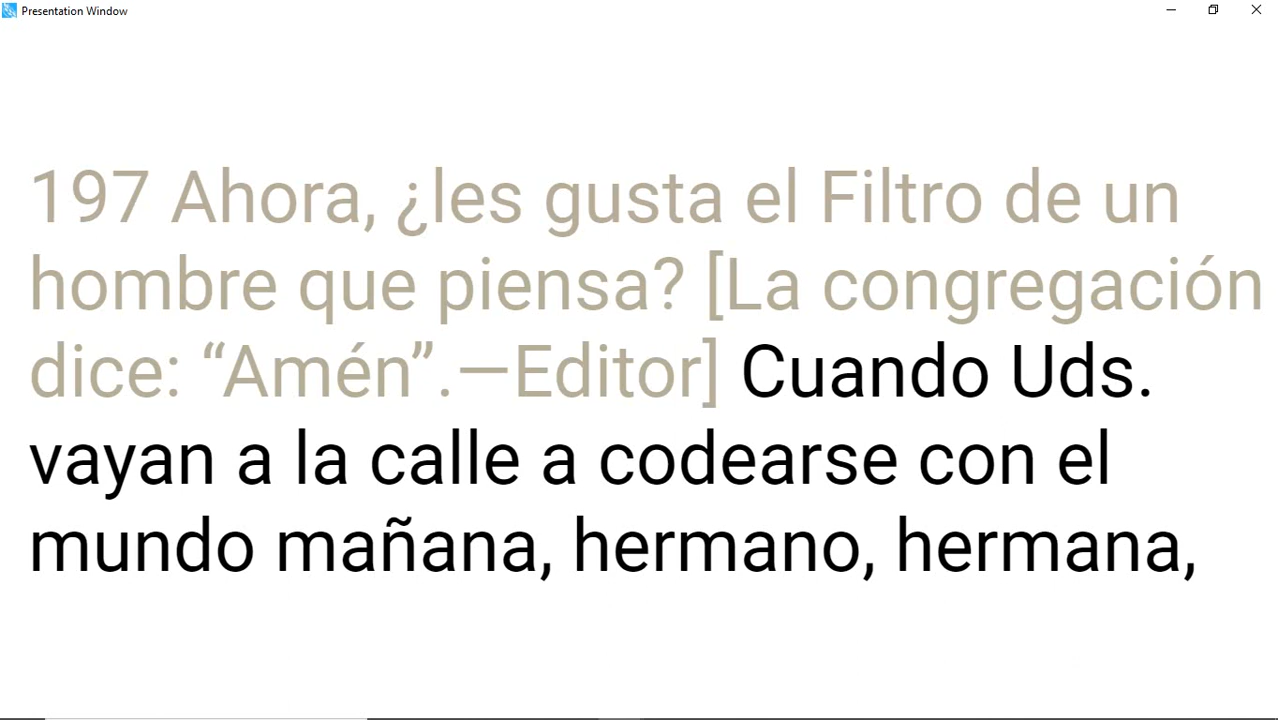 Presentation Window
197 Ahora, ¿les gusta el Filtro de un
hombre que piensa? [La congregación
dice: “Amén”.—Editor] Cuando Uds.
vayan a la calle a codearse con el
mundo mañana, hermano, hermana,